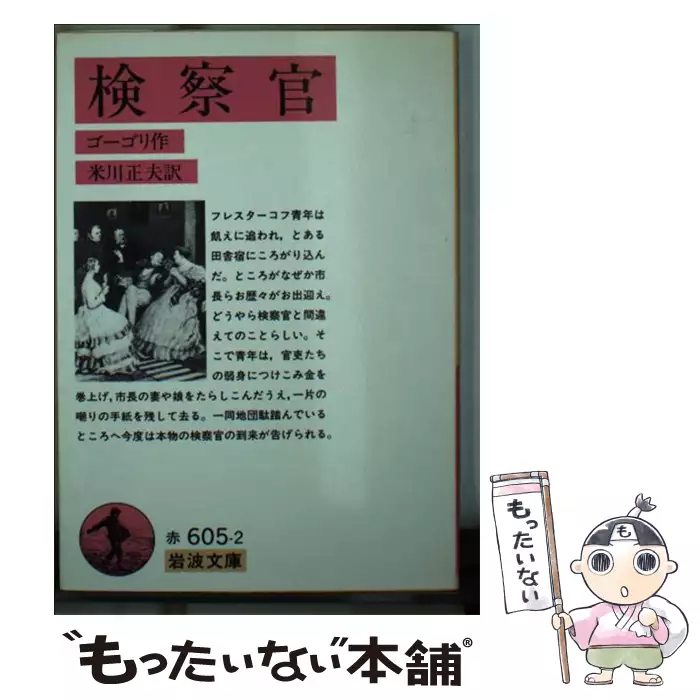 検察官
ゴーゴリ作
米川正夫訳
フレスターコフ青年は
飢えに追われ，とある
田舎宿にころがり込ん
だ。ところがなぜか市
長らお歴々がお出迎え。
どうやら検察官と間違
えてのことらしい。そ
こで青年は，官吏たち
の弱身につけこみ金を
巻上げ，市長の妻や娘をたらしこんだうえ，一片の
嘲りの手紙を残して去る。一同地団駄踏んでいる
ところへ今度は本物の検察官の到来が告げられる。
赤 605-2
岩波文庫
も
もったいない
“もったいない”本舗®